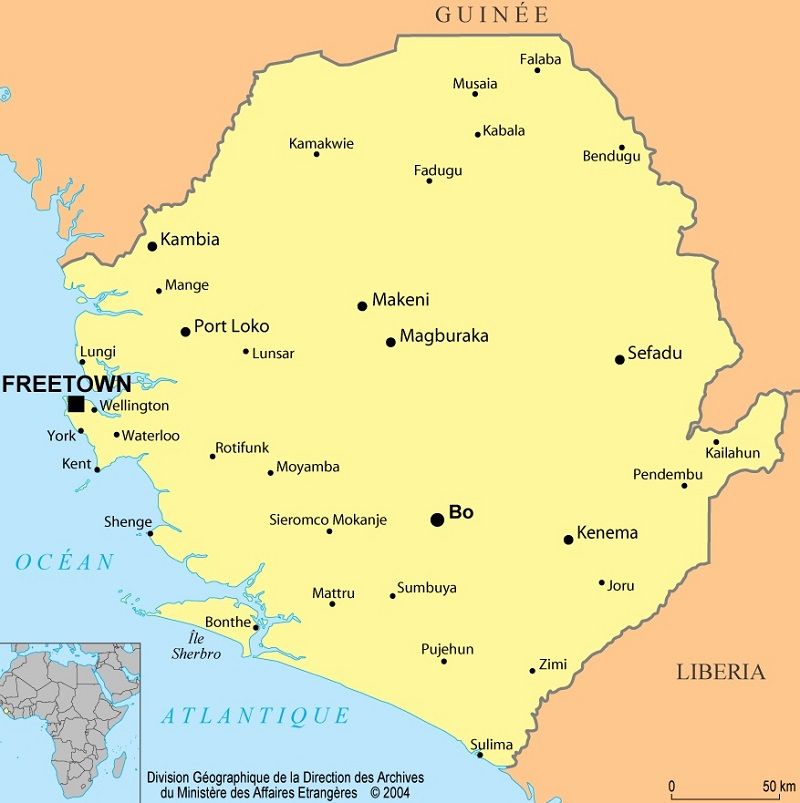 GUINÉE
Falaba
Musaia
Kabala
Kamakwie
Bendugu
Fadugu
Kambia
Mange
Makeni
Port Loko
Magburaka
Lungi
Lunsar
Sefadu
FREETOWN
Wellington
York
Waterloo
Kailahun
Rotifunk
Kent
Moyamba
Pendembu
Bo
Shenge
Sieromco Mokanje
Kenema
OCÉAN
Joru
Sumbuya
Mattru
Bonthe
Île
Sherbro
Pujehun
Zimi
LIBERIA
ATLANTIQUE
Sulima
Division Géographique de la Direction des Archives
du Ministère des Affaires Etrangères © 2004
0 50 km